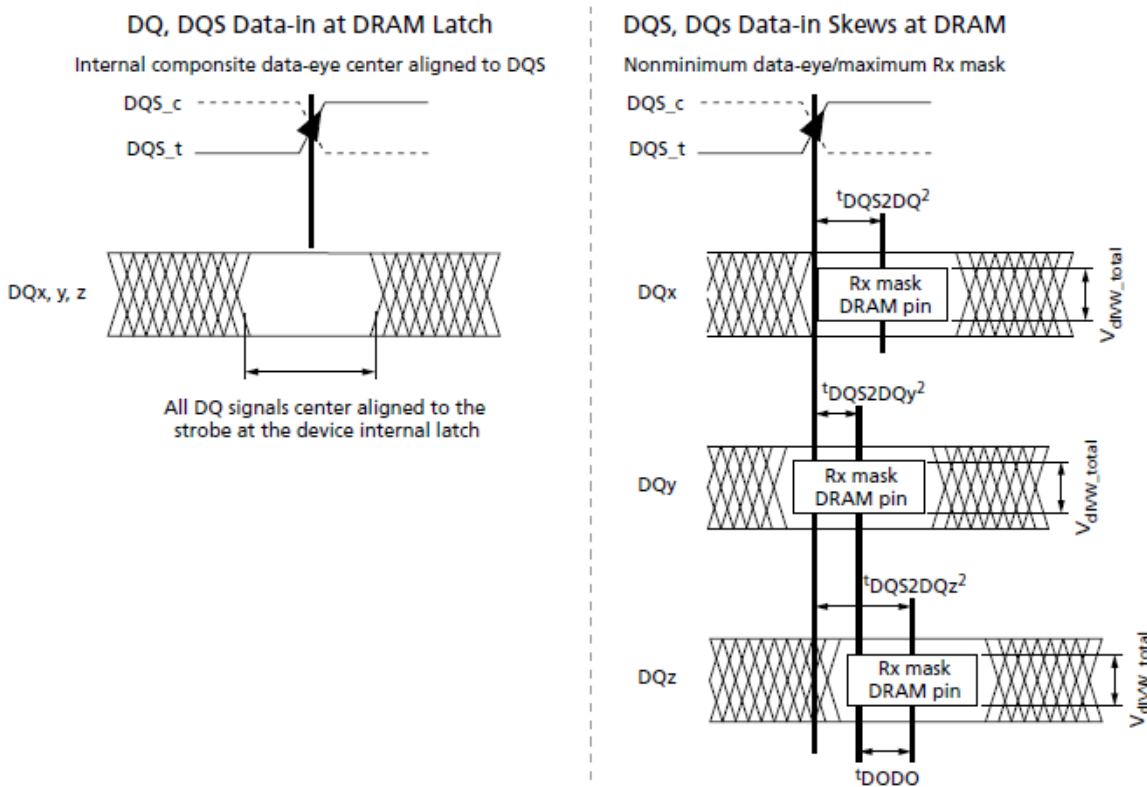 DQ, DQS Data-in at DRAM Latch
Internal componsite data-eye center aligned to DQS
DQS_c
DQS_t
DQx, y, z
All DQ signals center aligned to the
strobe at the device internal latch
DQS, DQs Data-in Skews at DRAM
Nonminimum data-eye/maximum Rx mask
DQS_c
DQS_t
tDQS2DQ2
DQx
Rx mask
DRAM pin
VdIVW_total
tDQS2DQy2
DQy
Rx mask
DRAM pin
VdIVW_total
tDQS2DQz2
DQz
Rx mask
DRAM pin
VdIVW_total
tDQDQ